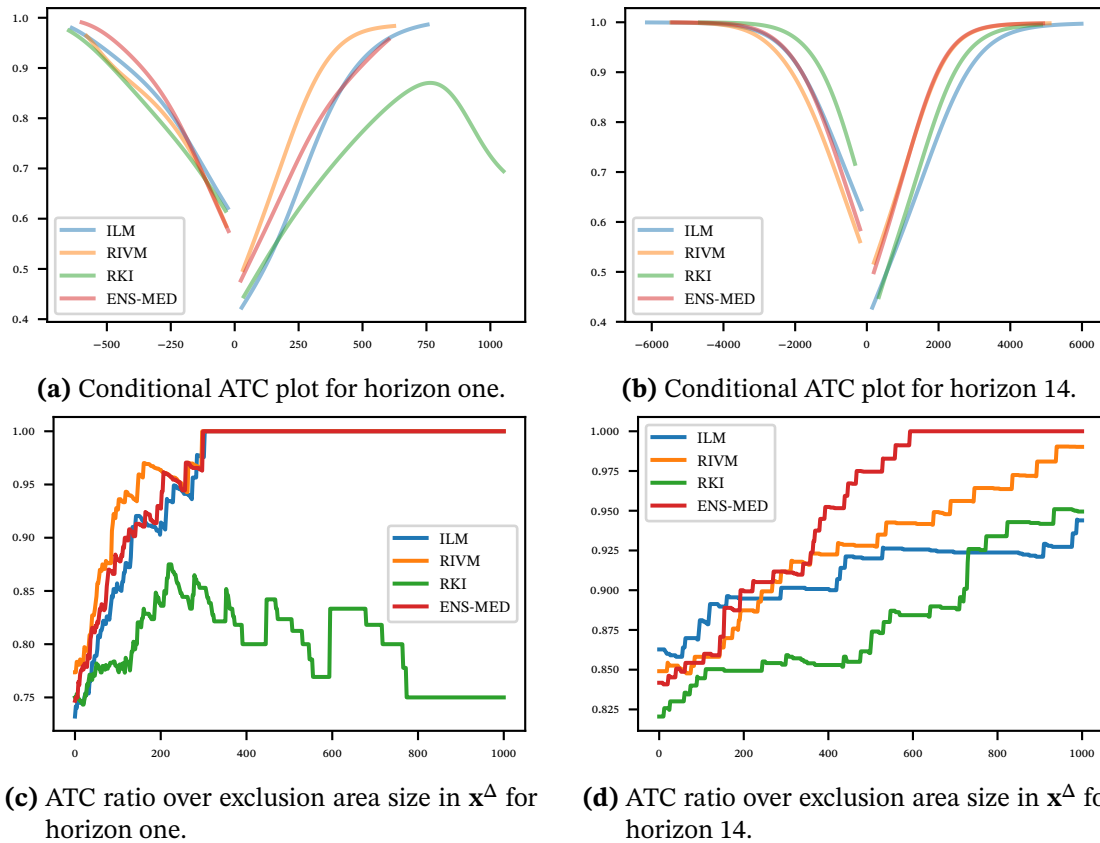 1.0
0.9
0.8
0.7
0.6
0.5
0.4
ILM
RIVM
RKI
ENS-MED
−500 −250 0 250 500 750 1000
(a) Conditional ATC plot for horizon one.
1.0
0.9
0.8
0.7
0.6
0.5
0.4
ILM
RIVM
RKI
ENS-MED
−6000 −4000 −2000 0 2000 4000 6000
(b) Conditional ATC plot for horizon 14.
1.00
0.95
0.90
0.85
0.80
0.75
ILM
RIVM
RKI
ENS-MED
0 200 400 600 800 1000
(c) ATC ratio over exclusion area size in x^Δ for
horizon one.
1.000
0.975
0.950
0.925
0.900
0.875
0.850
0.825
ILM
RIVM
RKI
ENS-MED
0 200 400 600 800 1000
(d) ATC ratio over exclusion area size in x^Δ fo
horizon 14.